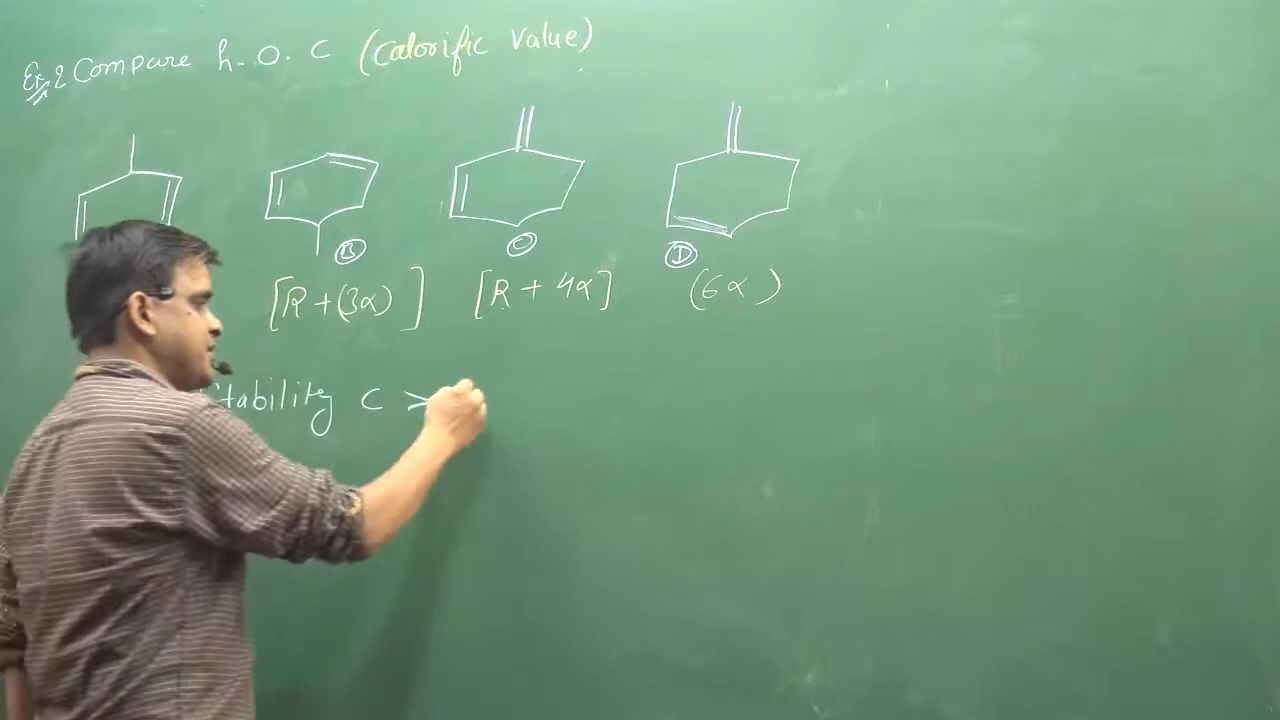 Ex. 2 Compare h. O. C (Calorific Value)
B C D
[R + (3α) ] [R + 4α] (6α)
Stability C >